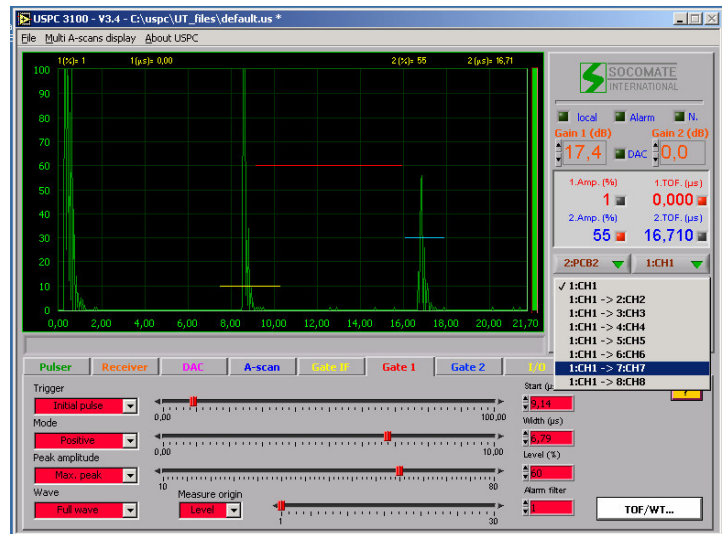 USPC 3100 - V3.4 - C:\uspc\UT_files\default.us *
File Multi A-scans display About USPC
1(%)= 1 1(µs)= 0,00 2(%)= 55 2(µs)= 16,71
100
90
80
70
60
50
40
30
20
10
0
0,00 2,00 4,00 6,00 8,00 10,00 12,00 14,00 16,00 18,00 20,00 21,70
SOCOMATE
INTERNATIONAL
local Alarm N.
Gain 1 (dB) Gain 2 (dB)
17,4 DAC 0,0
1.Amp. (%) 1.TOF. (µs)
1 0,000
2.Amp. (%) 2.TOF. (µs)
55 16,710
2:PCB2 1:CH1
✓ 1:CH1
1:CH1 -> 2:CH2
1:CH1 -> 3:CH3
1:CH1 -> 4:CH4
1:CH1 -> 5:CH5
1:CH1 -> 6:CH6
1:CH1 -> 7:CH7
1:CH1 -> 8:CH8
Pulser Receiver DAC A-scan Gate IF Gate 1 Gate 2 I/O
Trigger
Initial pulse
0,00 100,00
Start (µ
9,14
Mode
Positive
0,00 10,00
Width (µs)
6,79
Peak amplitude
Max. peak
10 80
Level (%)
60
Wave
Full wave
Measure origin
Level
1 30
Alarm filter
1
?
TOF/WT...